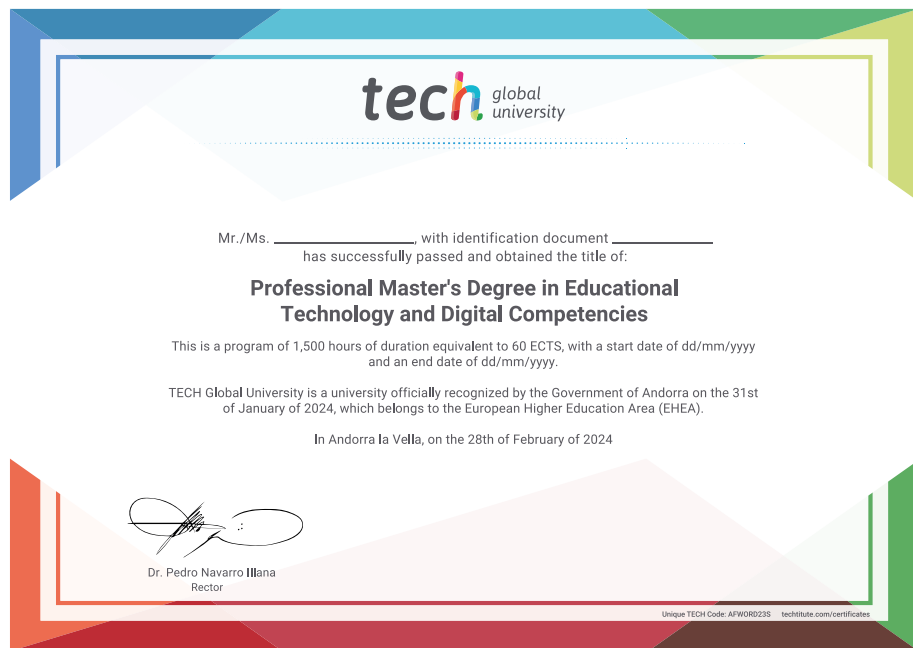 tech global university
Mr./Ms. ________________, with identification document ____________
has successfully passed and obtained the title of:
Professional Master's Degree in Educational
Technology and Digital Competencies
This is a program of 1,500 hours of duration equivalent to 60 ECTS, with a start date of dd/mm/yyyy
and an end date of dd/mm/yyyy.
TECH Global University is a university officially recognized by the Government of Andorra on the 31st
of January of 2024, which belongs to the European Higher Education Area (EHEA).
In Andorra la Vella, on the 28th of February of 2024
Dr. Pedro Navarro Illana
Rector
Unique TECH Code: AFWORD23S techtitute.com/certificates